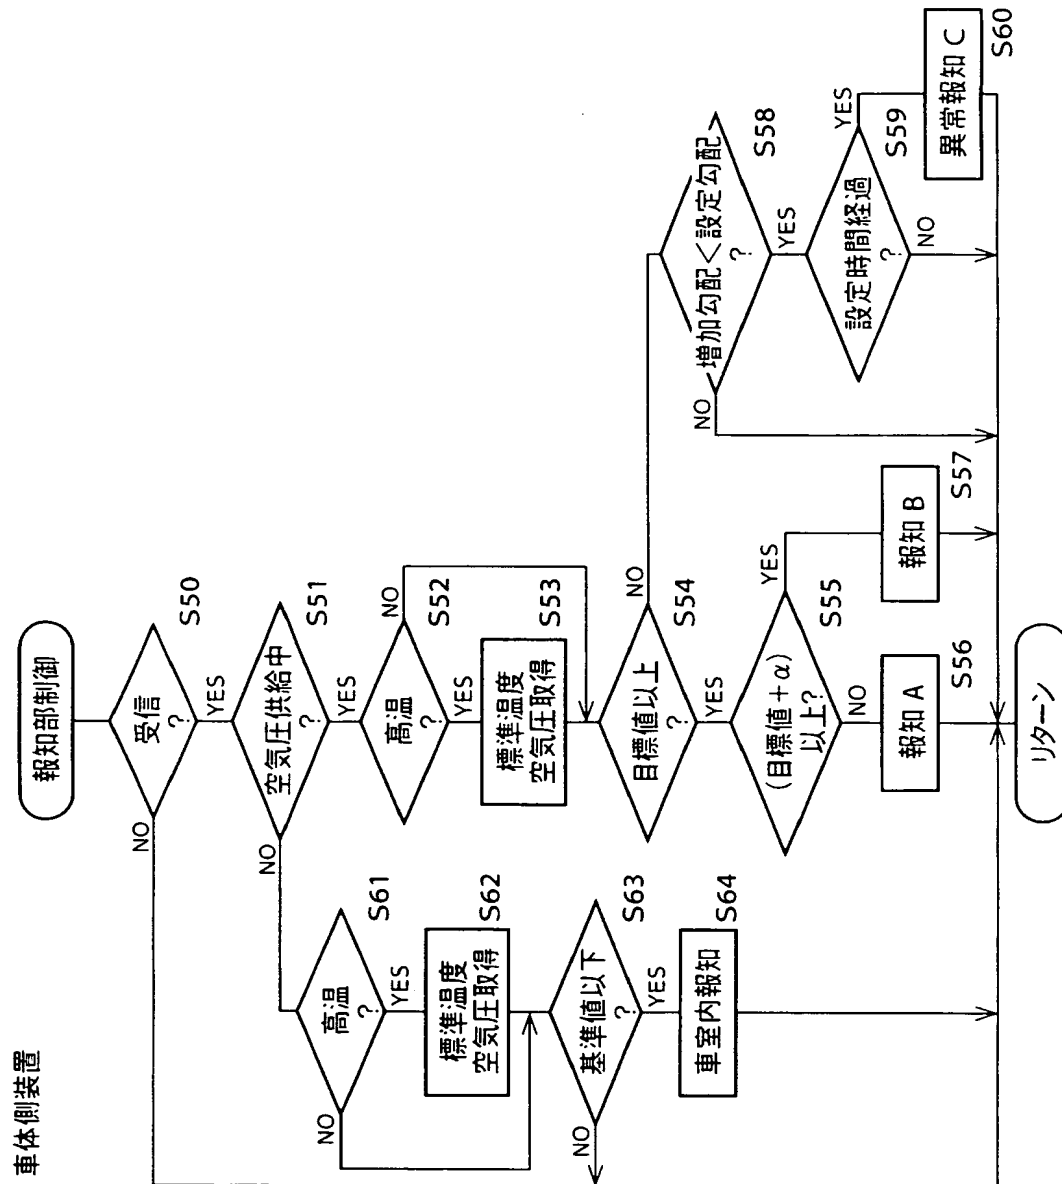 車体側装置
報知部制御
受信
?
S50
NO
YES
空気圧供給中
?
S51
NO
YES
高温
?
S52
NO
YES
標準温度
空気圧取得
S53
目標値以上
?
S54
NO
YES
(目標値+α)
以上?
S55
YES
NO
報知 A
S56
報知 B
S57
増加勾配<設定勾配
?
S58
NO
YES
設定時間経過
?
S59
YES
NO
異常報知 C
S60
高温
?
S61
NO
YES
標準温度
空気圧取得
S62
基準値以下
?
S63
NO
YES
車室内報知
S64
リターン